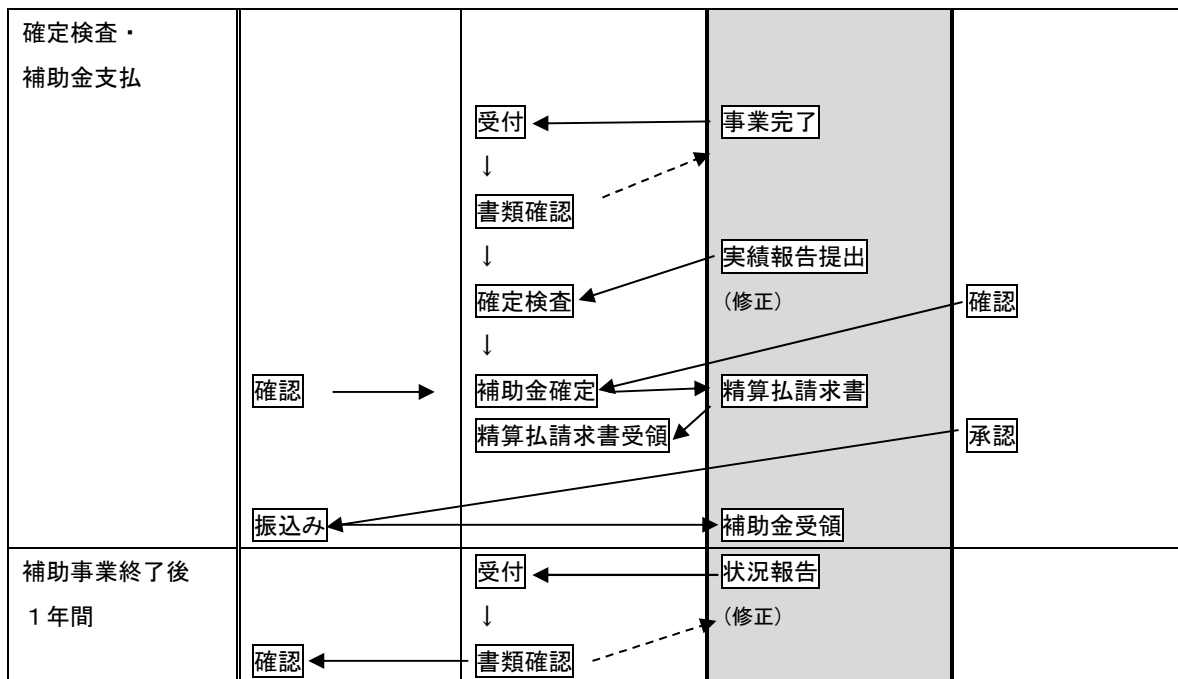 確定検査・
補助金支払
受付
事業完了
↓
書類確認
↓
実績報告提出
確定検査
（修正）
確認
↓
確認
補助金確定
精算払請求書
精算払請求書受領
承認
振込み
補助金受領
補助事業終了後
１年間
受付
状況報告
↓
（修正）
確認
書類確認